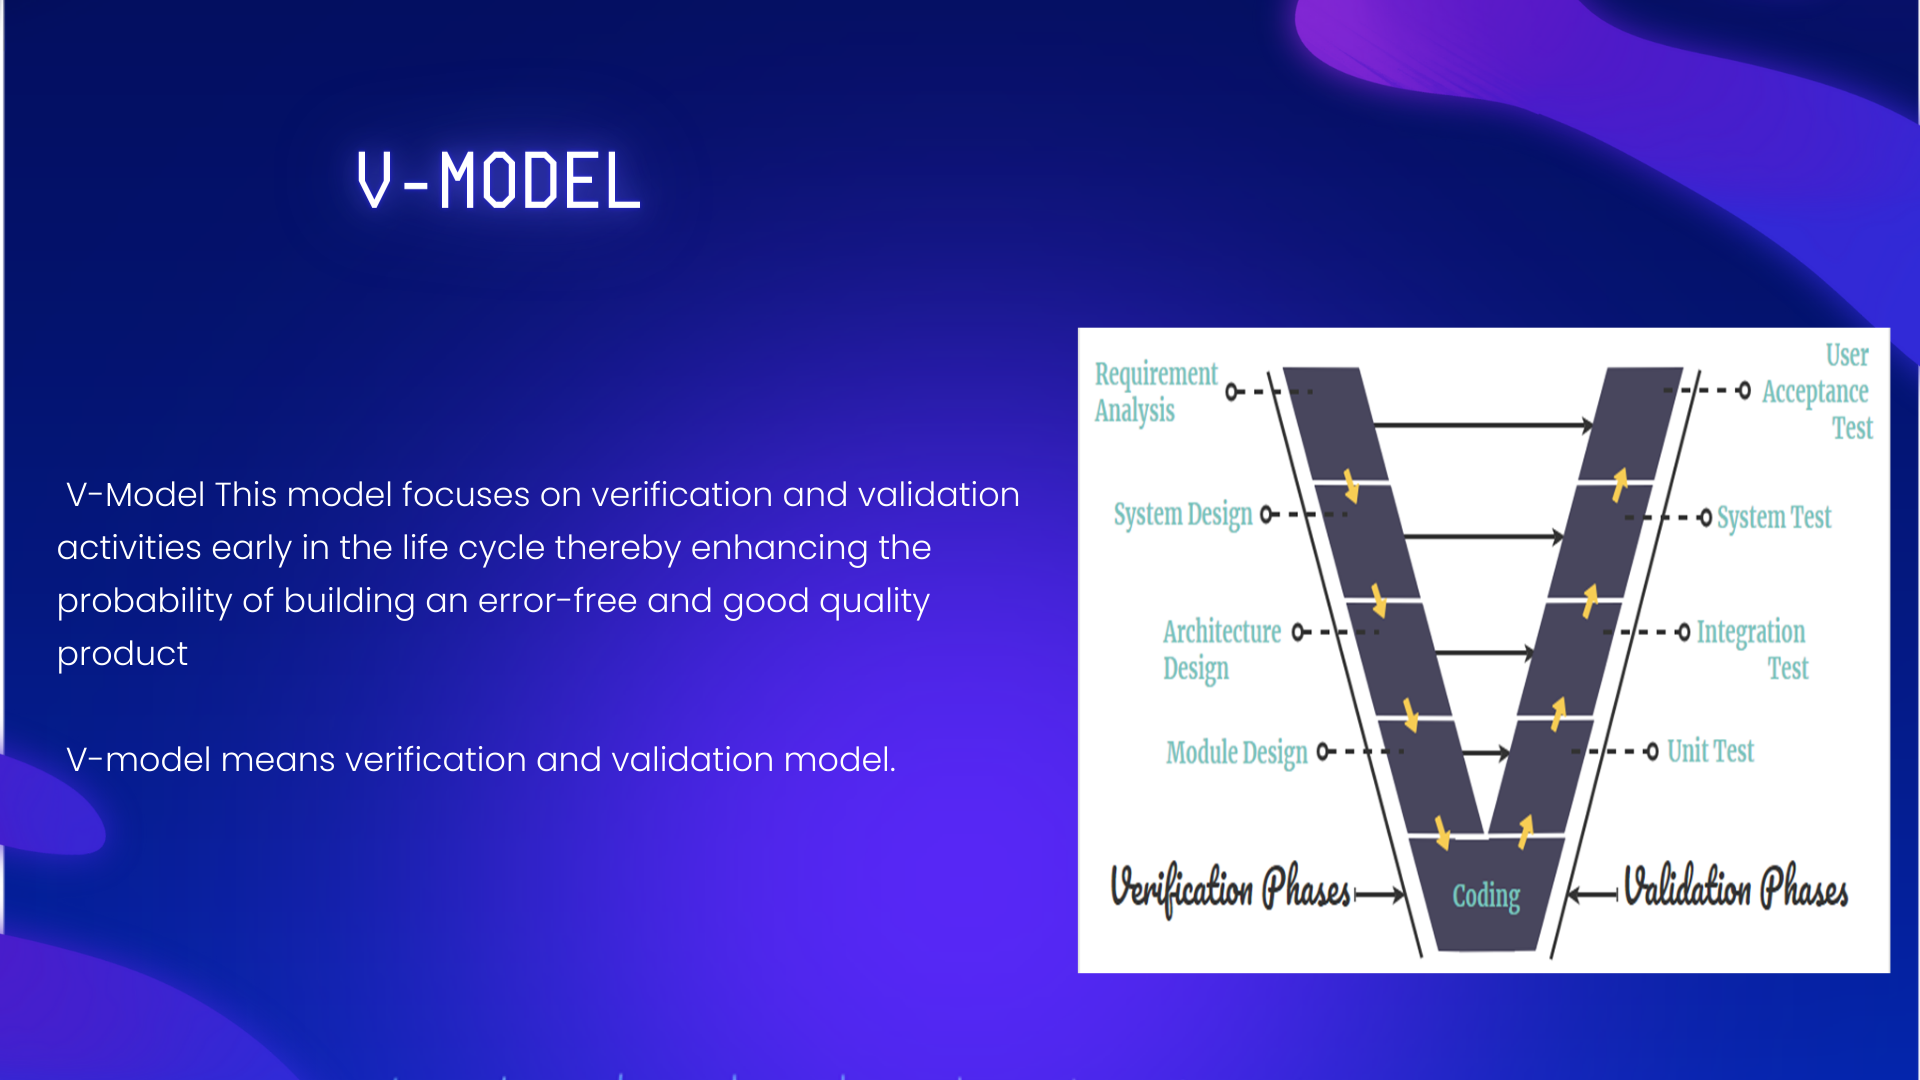 V-MODEL
V-Model This model focuses on verification and validation
activities early in the life cycle thereby enhancing the
probability of building an error-free and good quality
product
V-model means verification and validation model.
Requirement
Analysis
System Design
Architecture
Design
Module Design
Verification Phases
Coding
User
Acceptance
Test
System Test
Integration
Test
Unit Test
Validation Phases